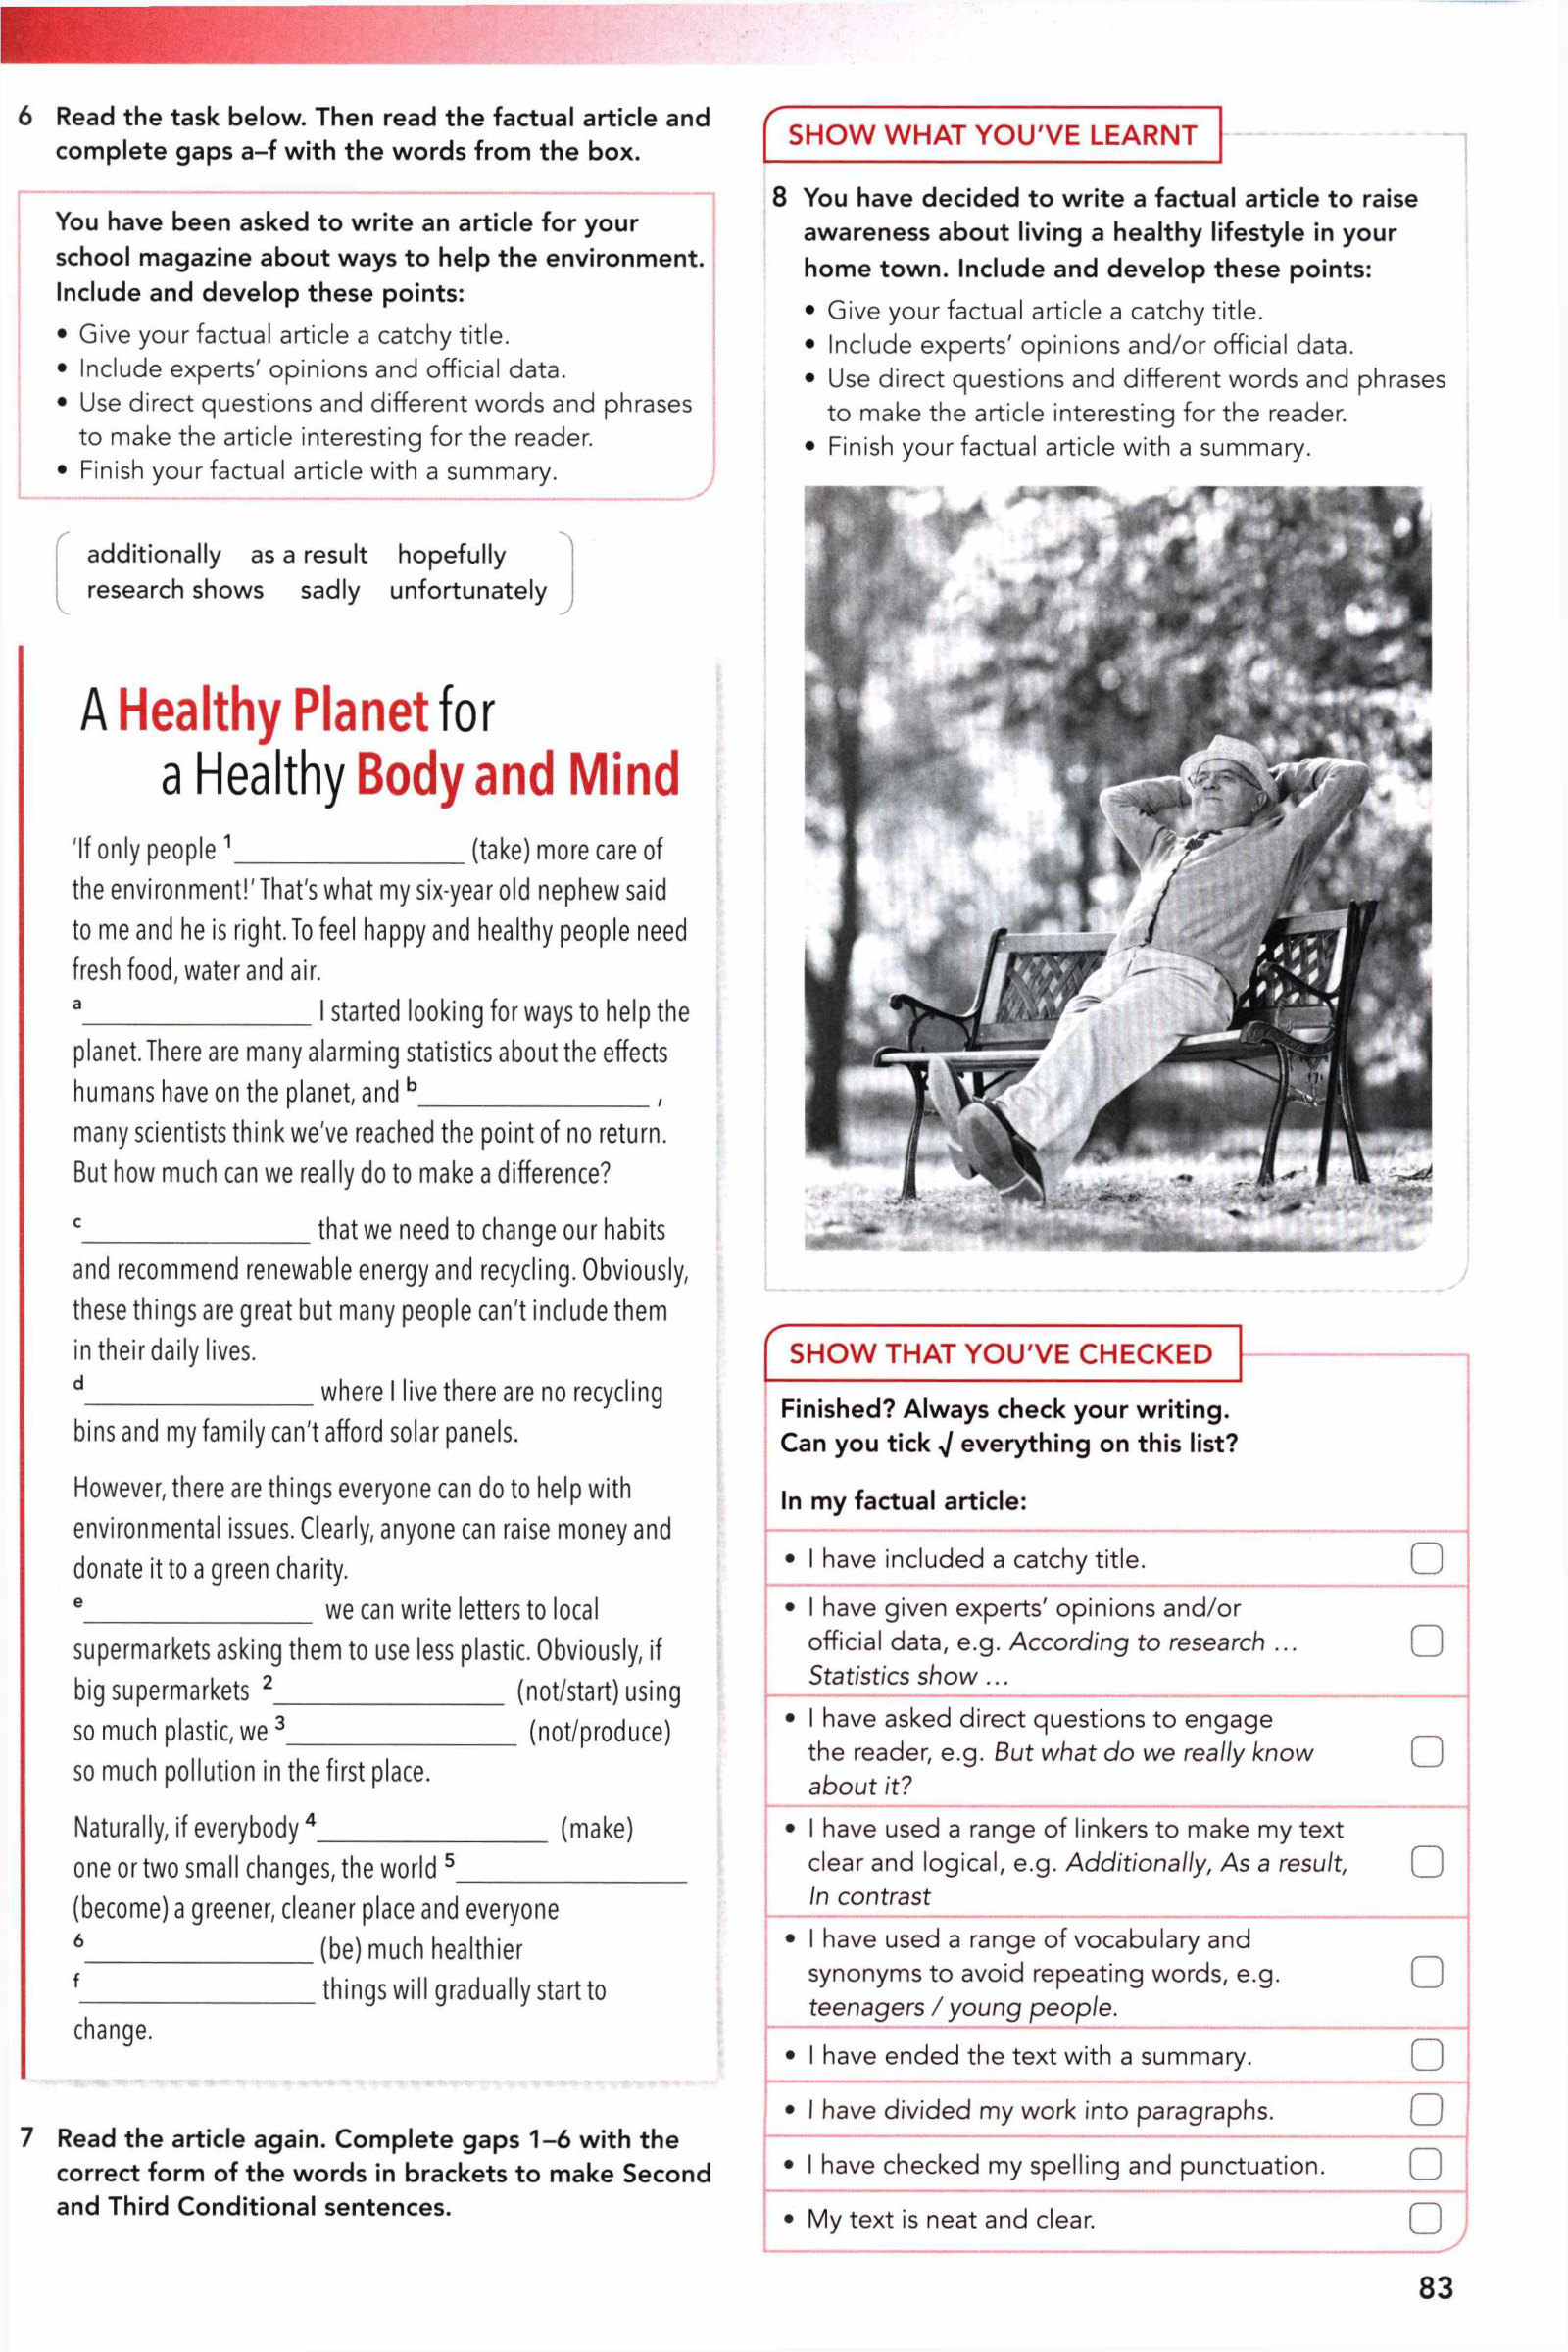 6 Read the task below. Then read the factual article and
complete gaps a–f with the words from the box.
You have been asked to write an article for your
school magazine about ways to help the environment.
Include and develop these points:
• Give your factual article a catchy title.
• Include experts' opinions and official data.
• Use direct questions and different words and phrases
to make the article interesting for the reader.
• Finish your factual article with a summary.
additionally as a result hopefully
research shows sadly unfortunately
A Healthy Planet for
a Healthy Body and Mind
'If only people 1_______________ (take) more care of
the environment!' That's what my six-year old nephew said
to me and he is right. To feel happy and healthy people need
fresh food, water and air.
a_______________ I started looking for ways to help the
planet. There are many alarming statistics about the effects
humans have on the planet, and b_______________ ,
many scientists think we've reached the point of no return.
But how much can we really do to make a difference?
c_______________ that we need to change our habits
and recommend renewable energy and recycling. Obviously,
these things are great but many people can't include them
in their daily lives.
d_______________ where I live there are no recycling
bins and my family can't afford solar panels.
However, there are things everyone can do to help with
environmental issues. Clearly, anyone can raise money and
donate it to a green charity.
e_______________ we can write letters to local
supermarkets asking them to use less plastic. Obviously, if
big supermarkets 2_______________ (not/start) using
so much plastic, we 3_______________ (not/produce)
so much pollution in the first place.
Naturally, if everybody 4_______________ (make)
one or two small changes, the world 5_______________
(become) a greener, cleaner place and everyone
6_______________ (be) much healthier
f_______________ things will gradually start to
change.
7 Read the article again. Complete gaps 1–6 with the
correct form of the words in brackets to make Second
and Third Conditional sentences.
SHOW WHAT YOU'VE LEARNT
8 You have decided to write a factual article to raise
awareness about living a healthy lifestyle in your
home town. Include and develop these points:
• Give your factual article a catchy title.
• Include experts' opinions and/or official data.
• Use direct questions and different words and phrases
to make the article interesting for the reader.
• Finish your factual article with a summary.
SHOW THAT YOU'VE CHECKED
Finished? Always check your writing.
Can you tick √ everything on this list?
In my factual article:
• I have included a catchy title.
• I have given experts' opinions and/or
official data, e.g. According to research ...
Statistics show ...
• I have asked direct questions to engage
the reader, e.g. But what do we really know
about it?
• I have used a range of linkers to make my text
clear and logical, e.g. Additionally, As a result,
In contrast
• I have used a range of vocabulary and
synonyms to avoid repeating words, e.g.
teenagers / young people.
• I have ended the text with a summary.
• I have divided my work into paragraphs.
• I have checked my spelling and punctuation.
• My text is neat and clear.
83